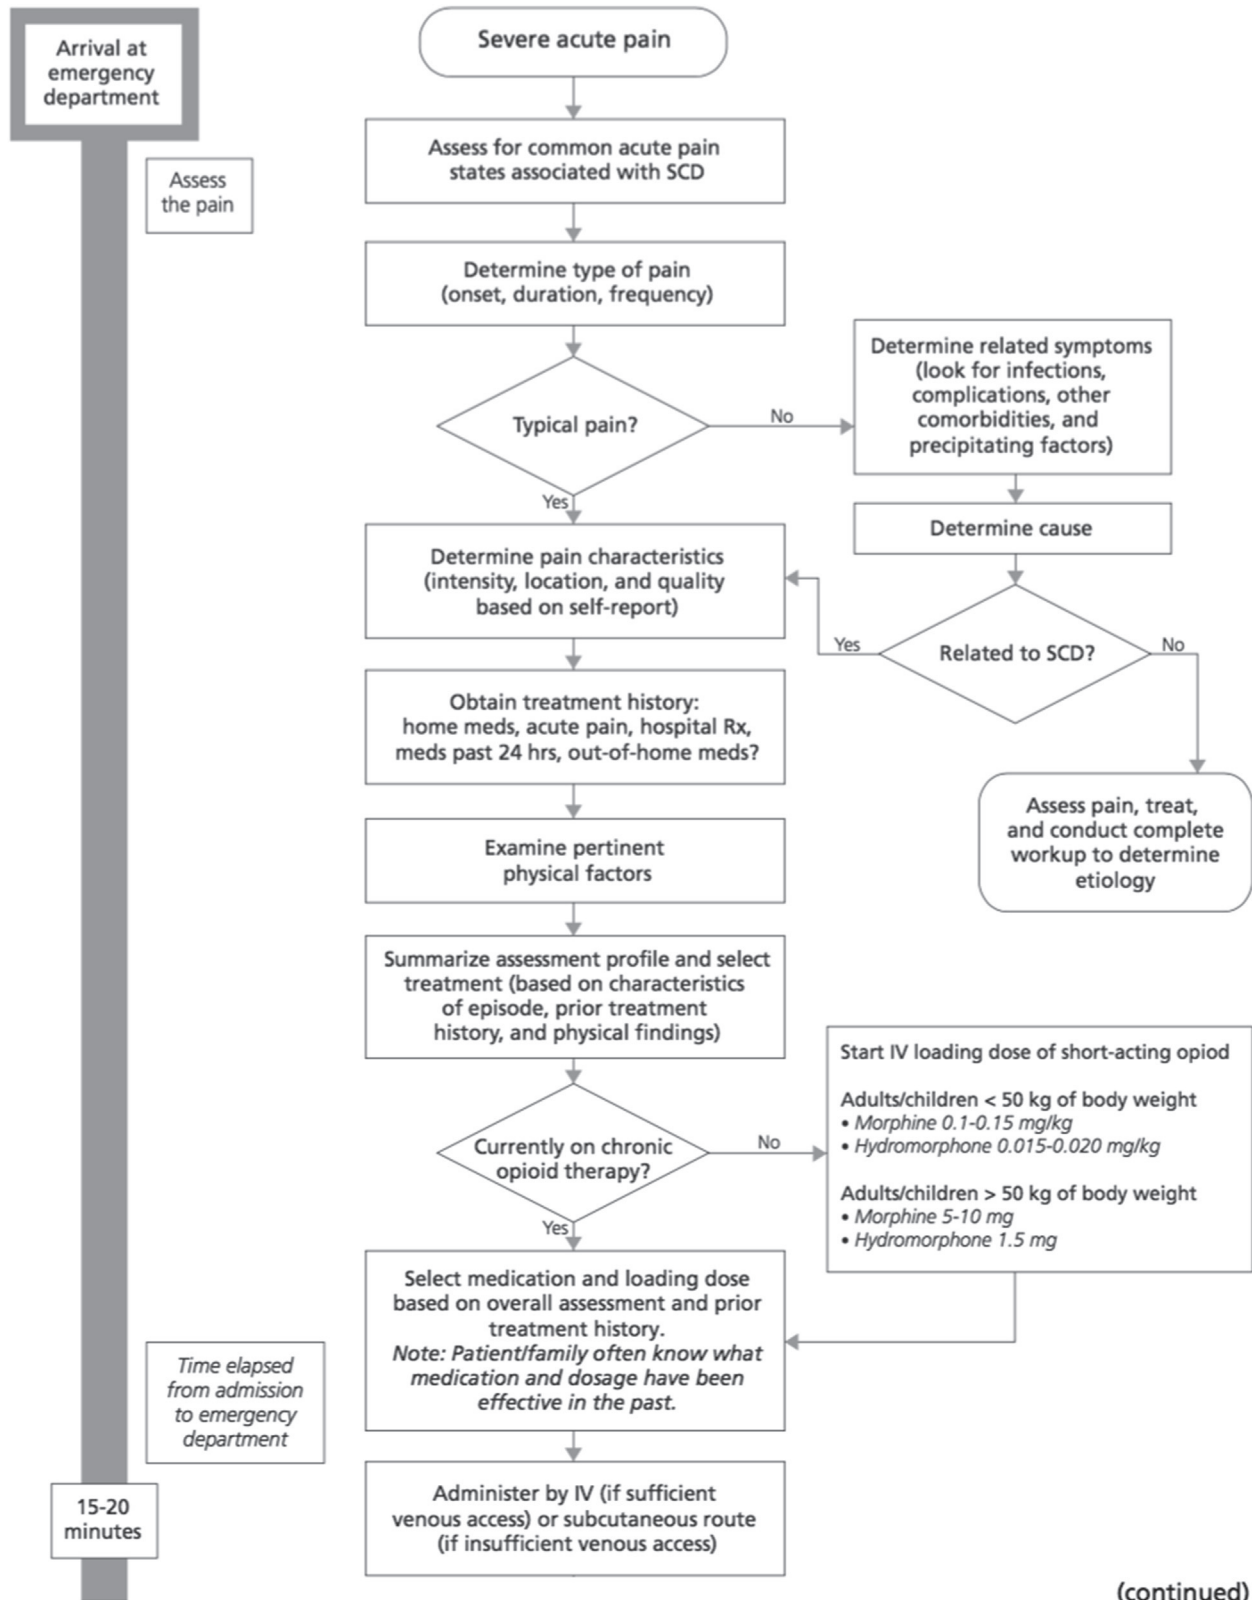 Arrival at
emergency
department
Assess
the pain
Severe acute pain
Assess for common acute pain
states associated with SCD
Determine type of pain
(onset, duration, frequency)
Typical pain?
No
Determine related symptoms
(look for infections,
complications, other
comorbidities, and
precipitating factors)
Determine cause
Related to SCD?
Yes
No
Assess pain, treat,
and conduct complete
workup to determine
etiology
Yes
Determine pain characteristics
(intensity, location, and quality
based on self-report)
Obtain treatment history:
home meds, acute pain, hospital Rx,
meds past 24 hrs, out-of-home meds?
Examine pertinent
physical factors
Summarize assessment profile and select
treatment (based on characteristics
of episode, prior treatment
history, and physical findings)
Currently on chronic
opioid therapy?
No
Start IV loading dose of short-acting opiod
Adults/children < 50 kg of body weight
• Morphine 0.1-0.15 mg/kg
• Hydromorphone 0.015-0.020 mg/kg
Adults/children > 50 kg of body weight
• Morphine 5-10 mg
• Hydromorphone 1.5 mg
Yes
Select medication and loading dose
based on overall assessment and prior
treatment history.
Note: Patient/family often know what
medication and dosage have been
effective in the past.
Time elapsed
from admission
to emergency
department
15-20
minutes
Administer by IV (if sufficient
venous access) or subcutaneous route
(if insufficient venous access)
(continued)